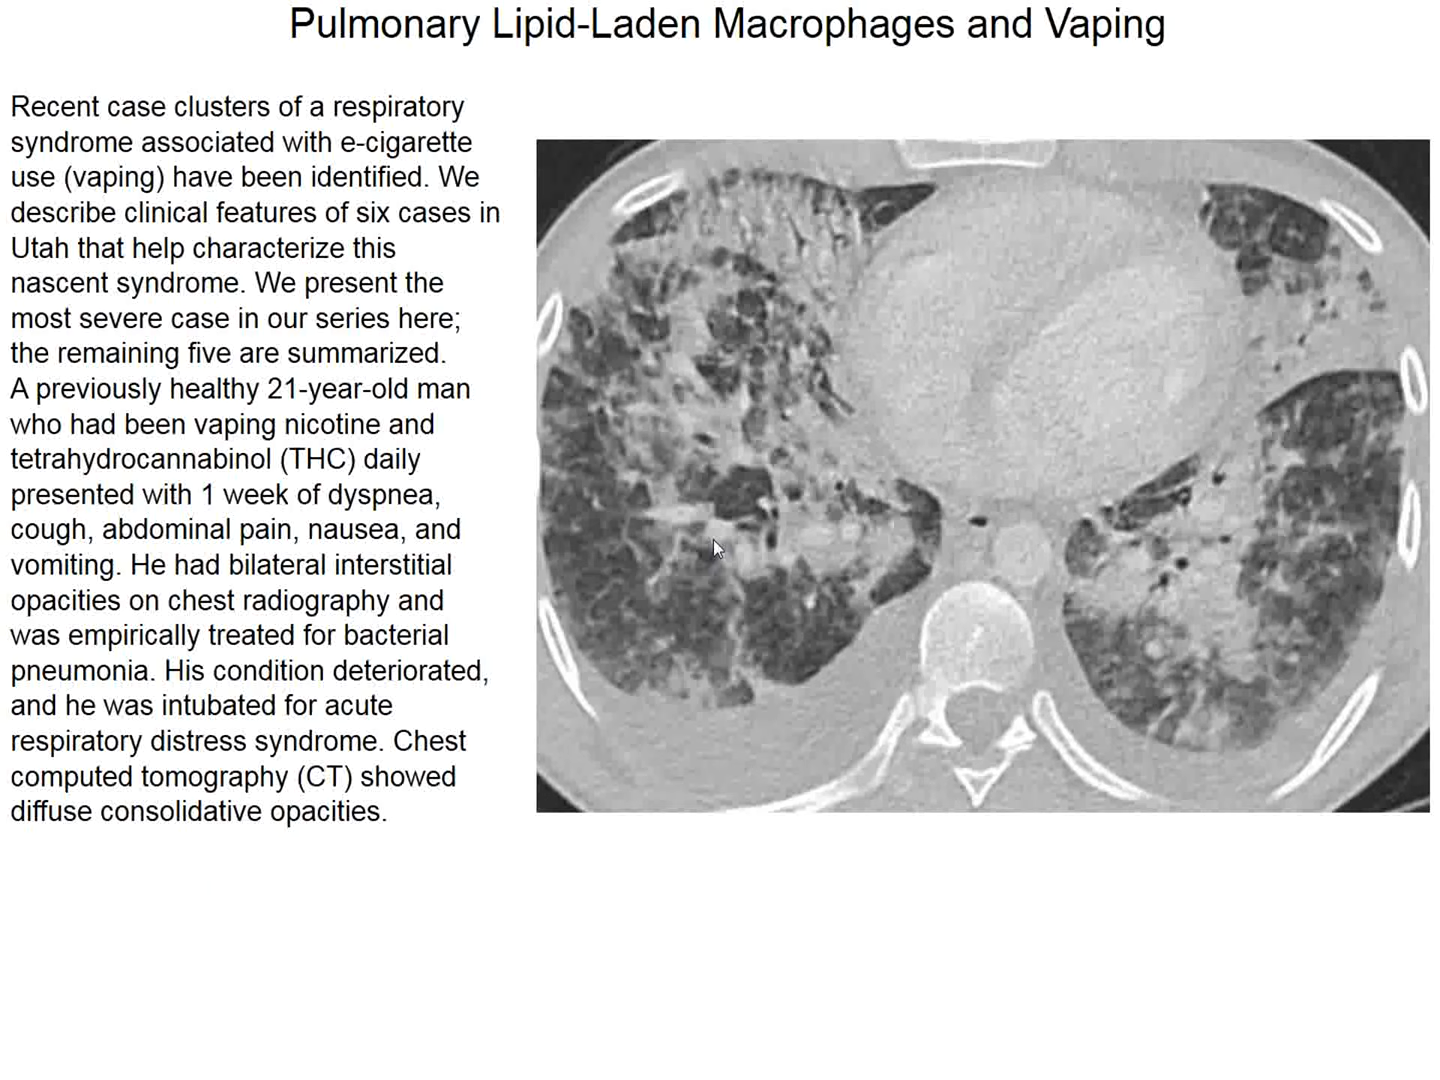 Pulmonary Lipid-Laden Macrophages and Vaping
Recent case clusters of a respiratory
syndrome associated with e-cigarette
use (vaping) have been identified. We
describe clinical features of six cases in
Utah that help characterize this
nascent syndrome. We present the
most severe case in our series here;
the remaining five are summarized.
A previously healthy 21-year-old man
who had been vaping nicotine and
tetrahydrocannabinol (THC) daily
presented with 1 week of dyspnea,
cough, abdominal pain, nausea, and
vomiting. He had bilateral interstitial
opacities on chest radiography and
was empirically treated for bacterial
pneumonia. His condition deteriorated,
and he was intubated for acute
respiratory distress syndrome. Chest
computed tomography (CT) showed
diffuse consolidative opacities.